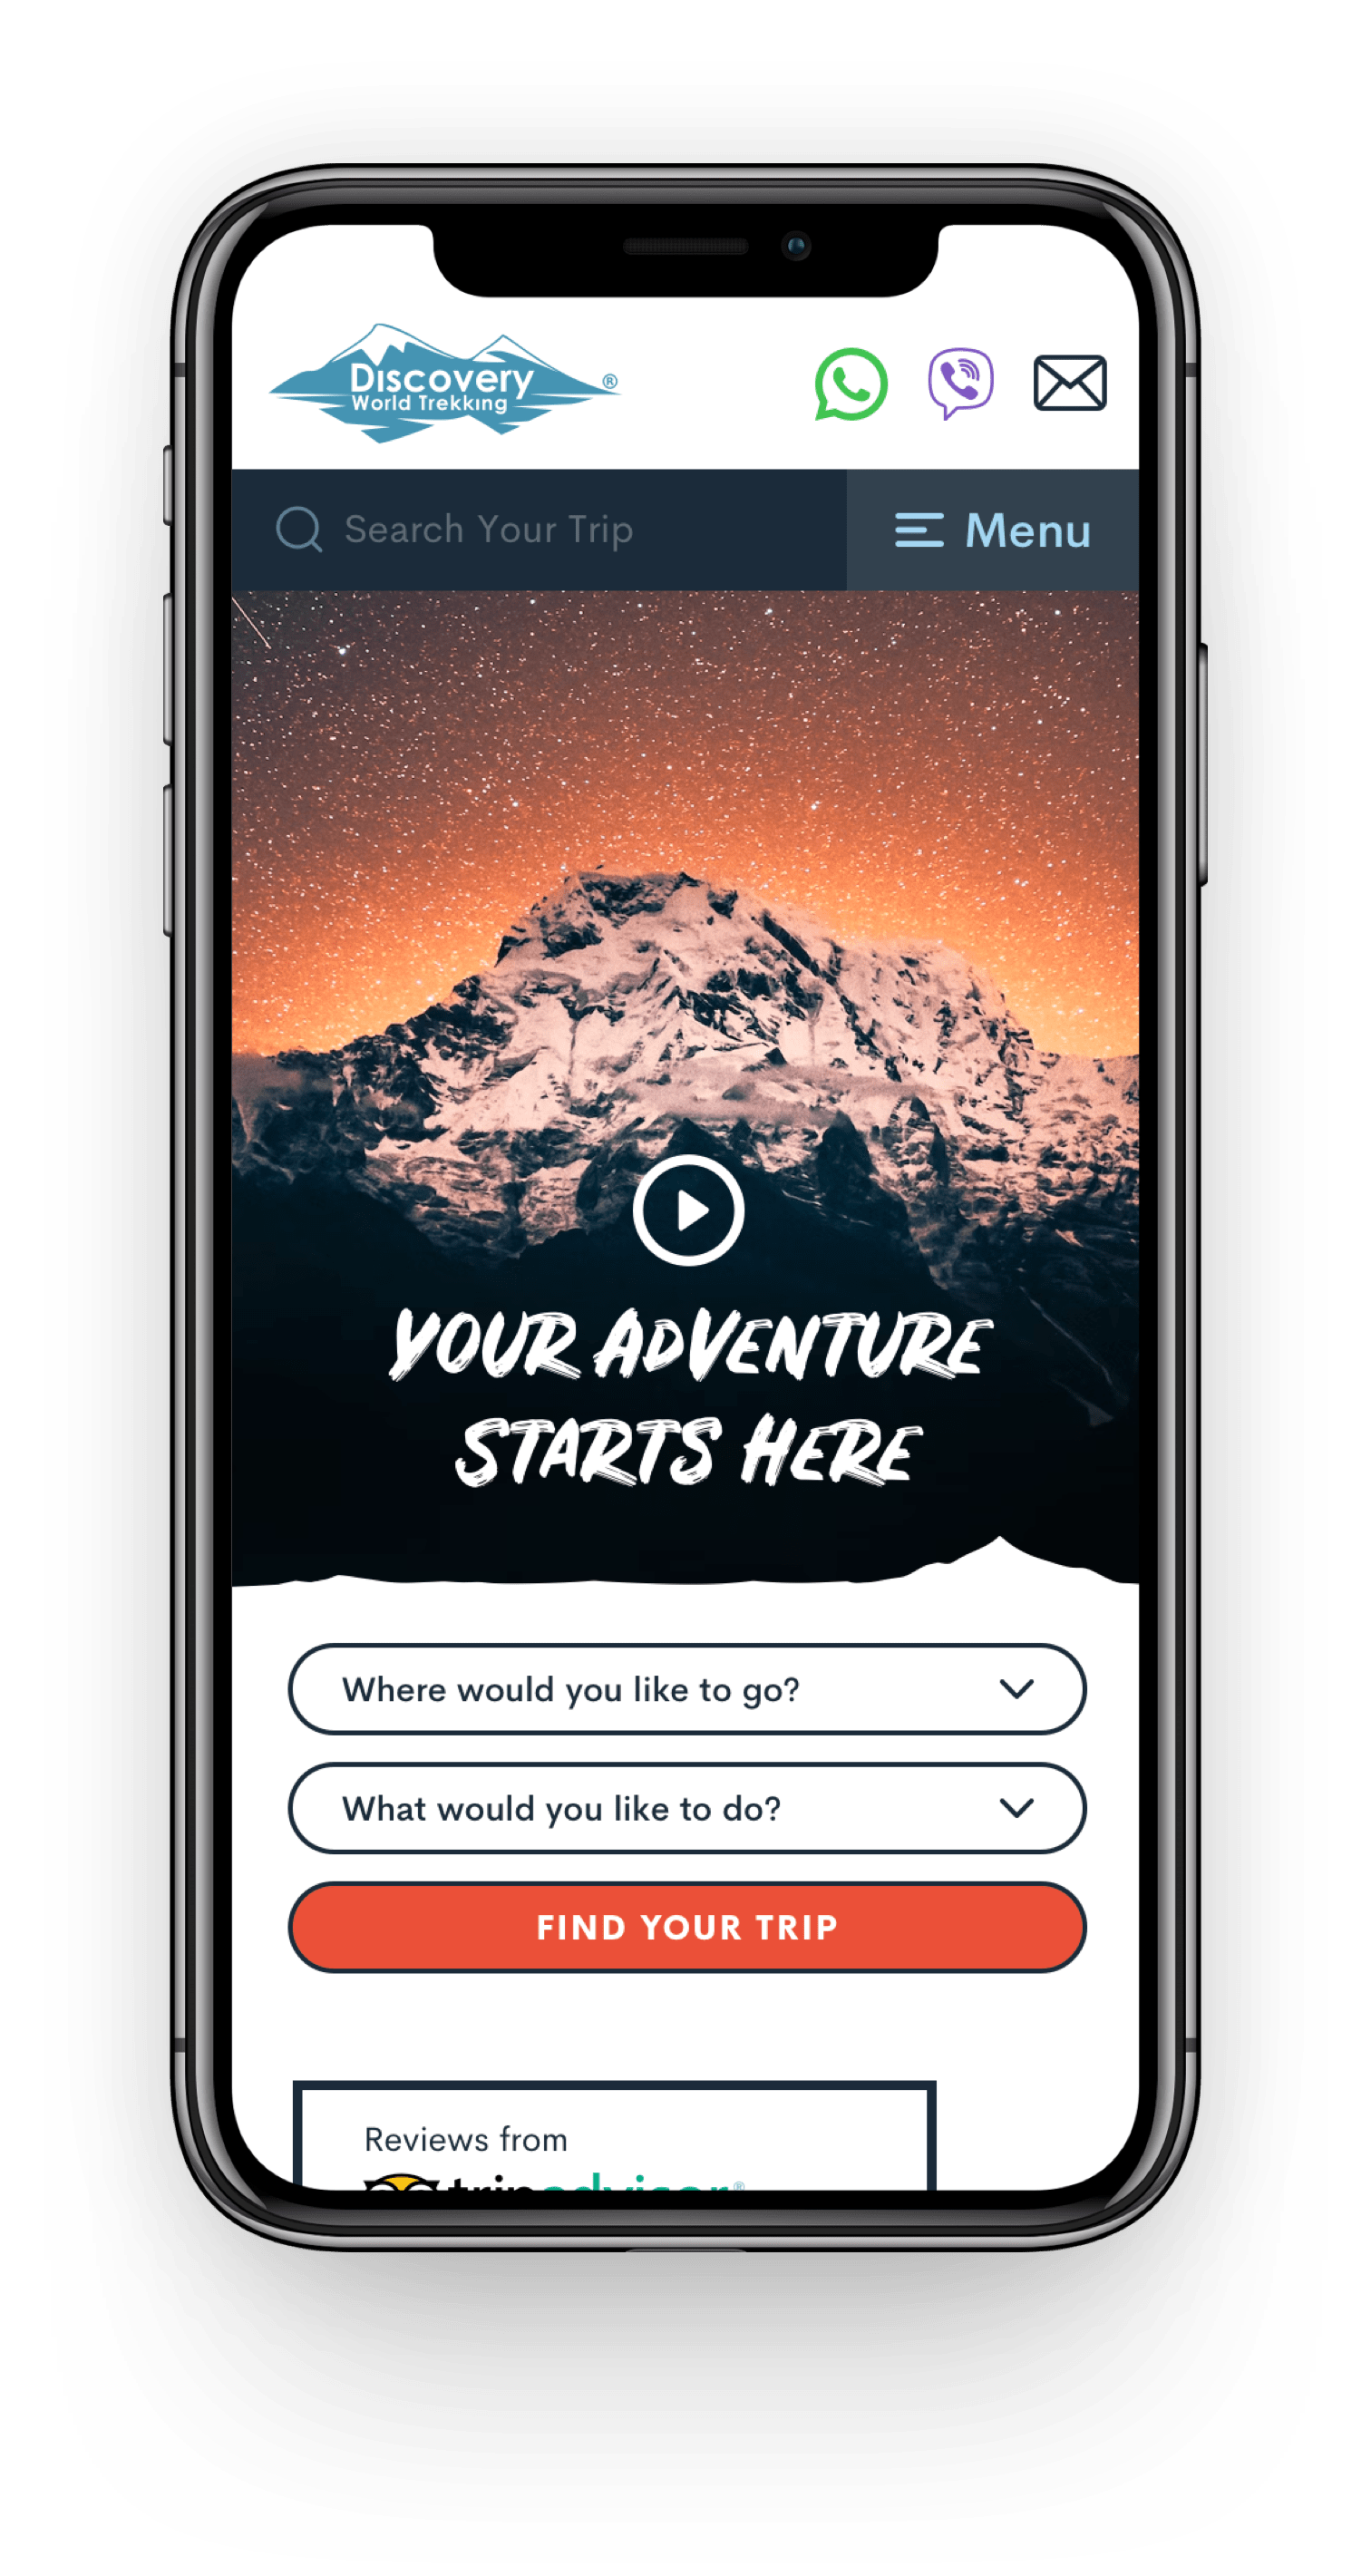 Discovery ®
World Trekking
Search Your Trip
Menu
YOUR ADVENTURE
STARTS HERE
Where would you like to go?
What would you like to do?
FIND YOUR TRIP
Reviews from
tripadvisor®